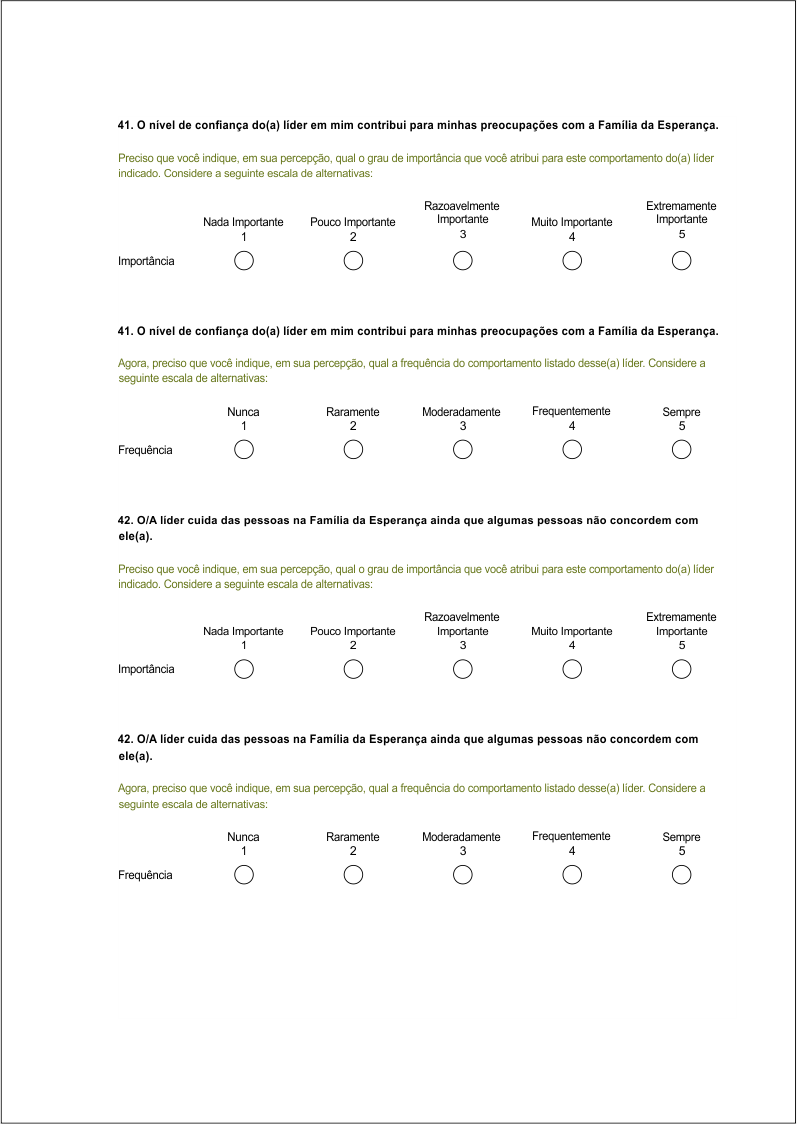 41. O nível de confiança do(a) líder em mim contribui para minhas preocupações com a Família da Esperança.
Preciso que você indique, em sua percepção, qual o grau de importância que você atribui para este comportamento do(a) líder
indicado. Considere a seguinte escala de alternativas:
Nada Importante Pouco Importante Razoavelmente Importante Muito Importante Extremamente Importante
1 2 3 4 5
Importância
41. O nível de confiança do(a) líder em mim contribui para minhas preocupações com a Família da Esperança.
Agora, preciso que você indique, em sua percepção, qual a frequência do comportamento listado desse(a) líder. Considere a
seguinte escala de alternativas:
Nunca Raramente Moderadamente Frequentemente Sempre
1 2 3 4 5
Frequência
42. O/A líder cuida das pessoas na Família da Esperança ainda que algumas pessoas não concordem com
ele(a).
Preciso que você indique, em sua percepção, qual o grau de importância que você atribui para este comportamento do(a) líder
indicado. Considere a seguinte escala de alternativas:
Nada Importante Pouco Importante Razoavelmente Importante Muito Importante Extremamente Importante
1 2 3 4 5
Importância
42. O/A líder cuida das pessoas na Família da Esperança ainda que algumas pessoas não concordem com
ele(a).
Agora, preciso que você indique, em sua percepção, qual a frequência do comportamento listado desse(a) líder. Considere a
seguinte escala de alternativas:
Nunca Raramente Moderadamente Frequentemente Sempre
1 2 3 4 5
Frequência